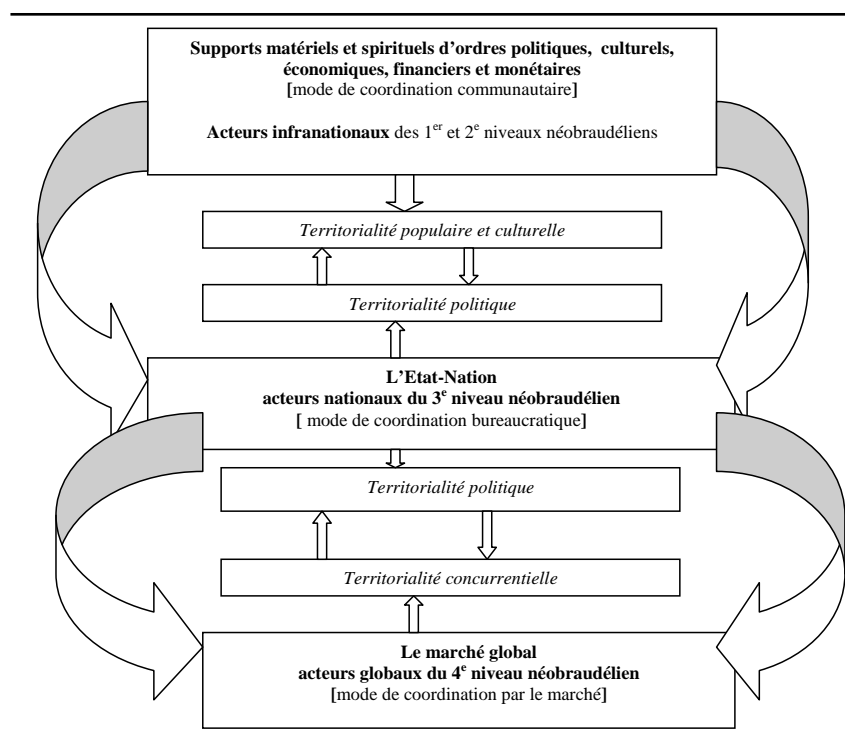 Supports matériels et spirituels d'ordres politiques, culturels,
économiques, financiers et monétaires
[mode de coordination communautaire]
Acteurs infranationaux des 1er et 2e niveaux néobraudéliens
Territorialité populaire et culturelle
Territorialité politique
L'Etat-Nation
acteurs nationaux du 3e niveau néobraudélien
[ mode de coordination bureaucratique]
Territorialité politique
Territorialité concurrentielle
Le marché global
acteurs globaux du 4e niveau néobraudélien
[mode de coordination par le marché]